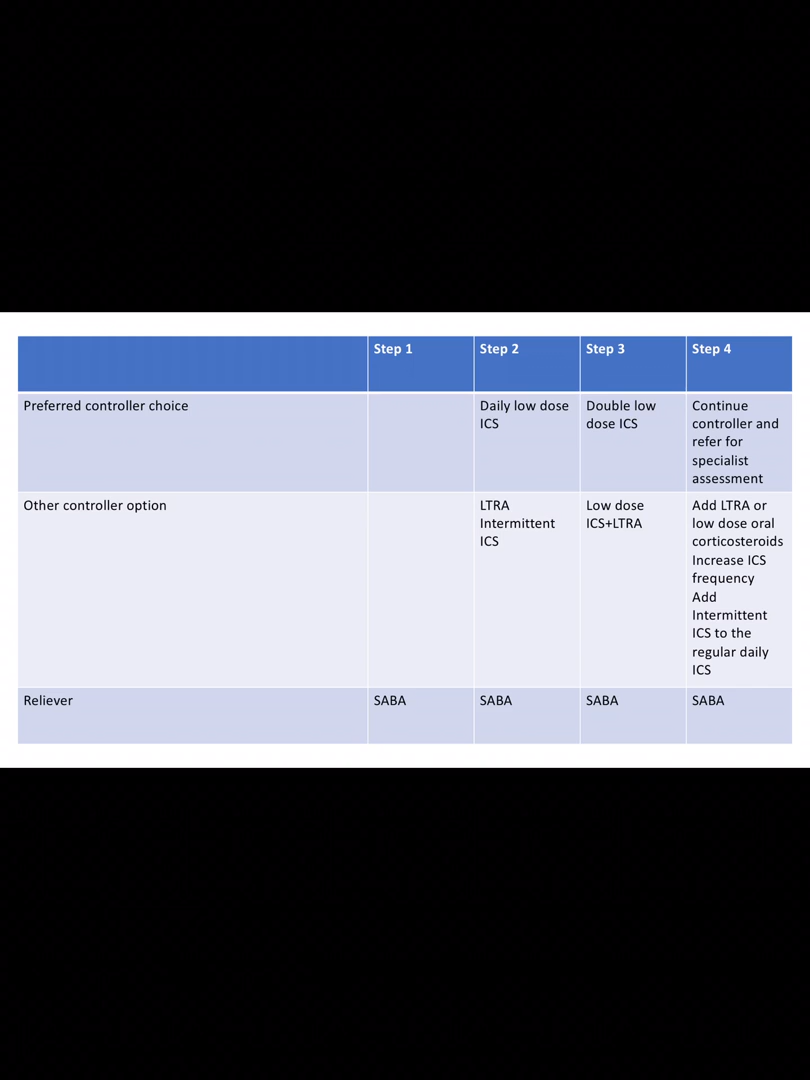 Step 1
Step 2
Step 3
Step 4
Preferred controller choice
Daily low dose
ICS
Double low
dose ICS
Continue
controller and
refer for
specialist
assessment
Other controller option
LTRA
Intermittent
ICS
Low dose
ICS+LTRA
Add LTRA or
low dose oral
corticosteroids
Increase ICS
frequency
Add
Intermittent
ICS to the
regular daily
ICS
Reliever
SABA
SABA
SABA
SABA